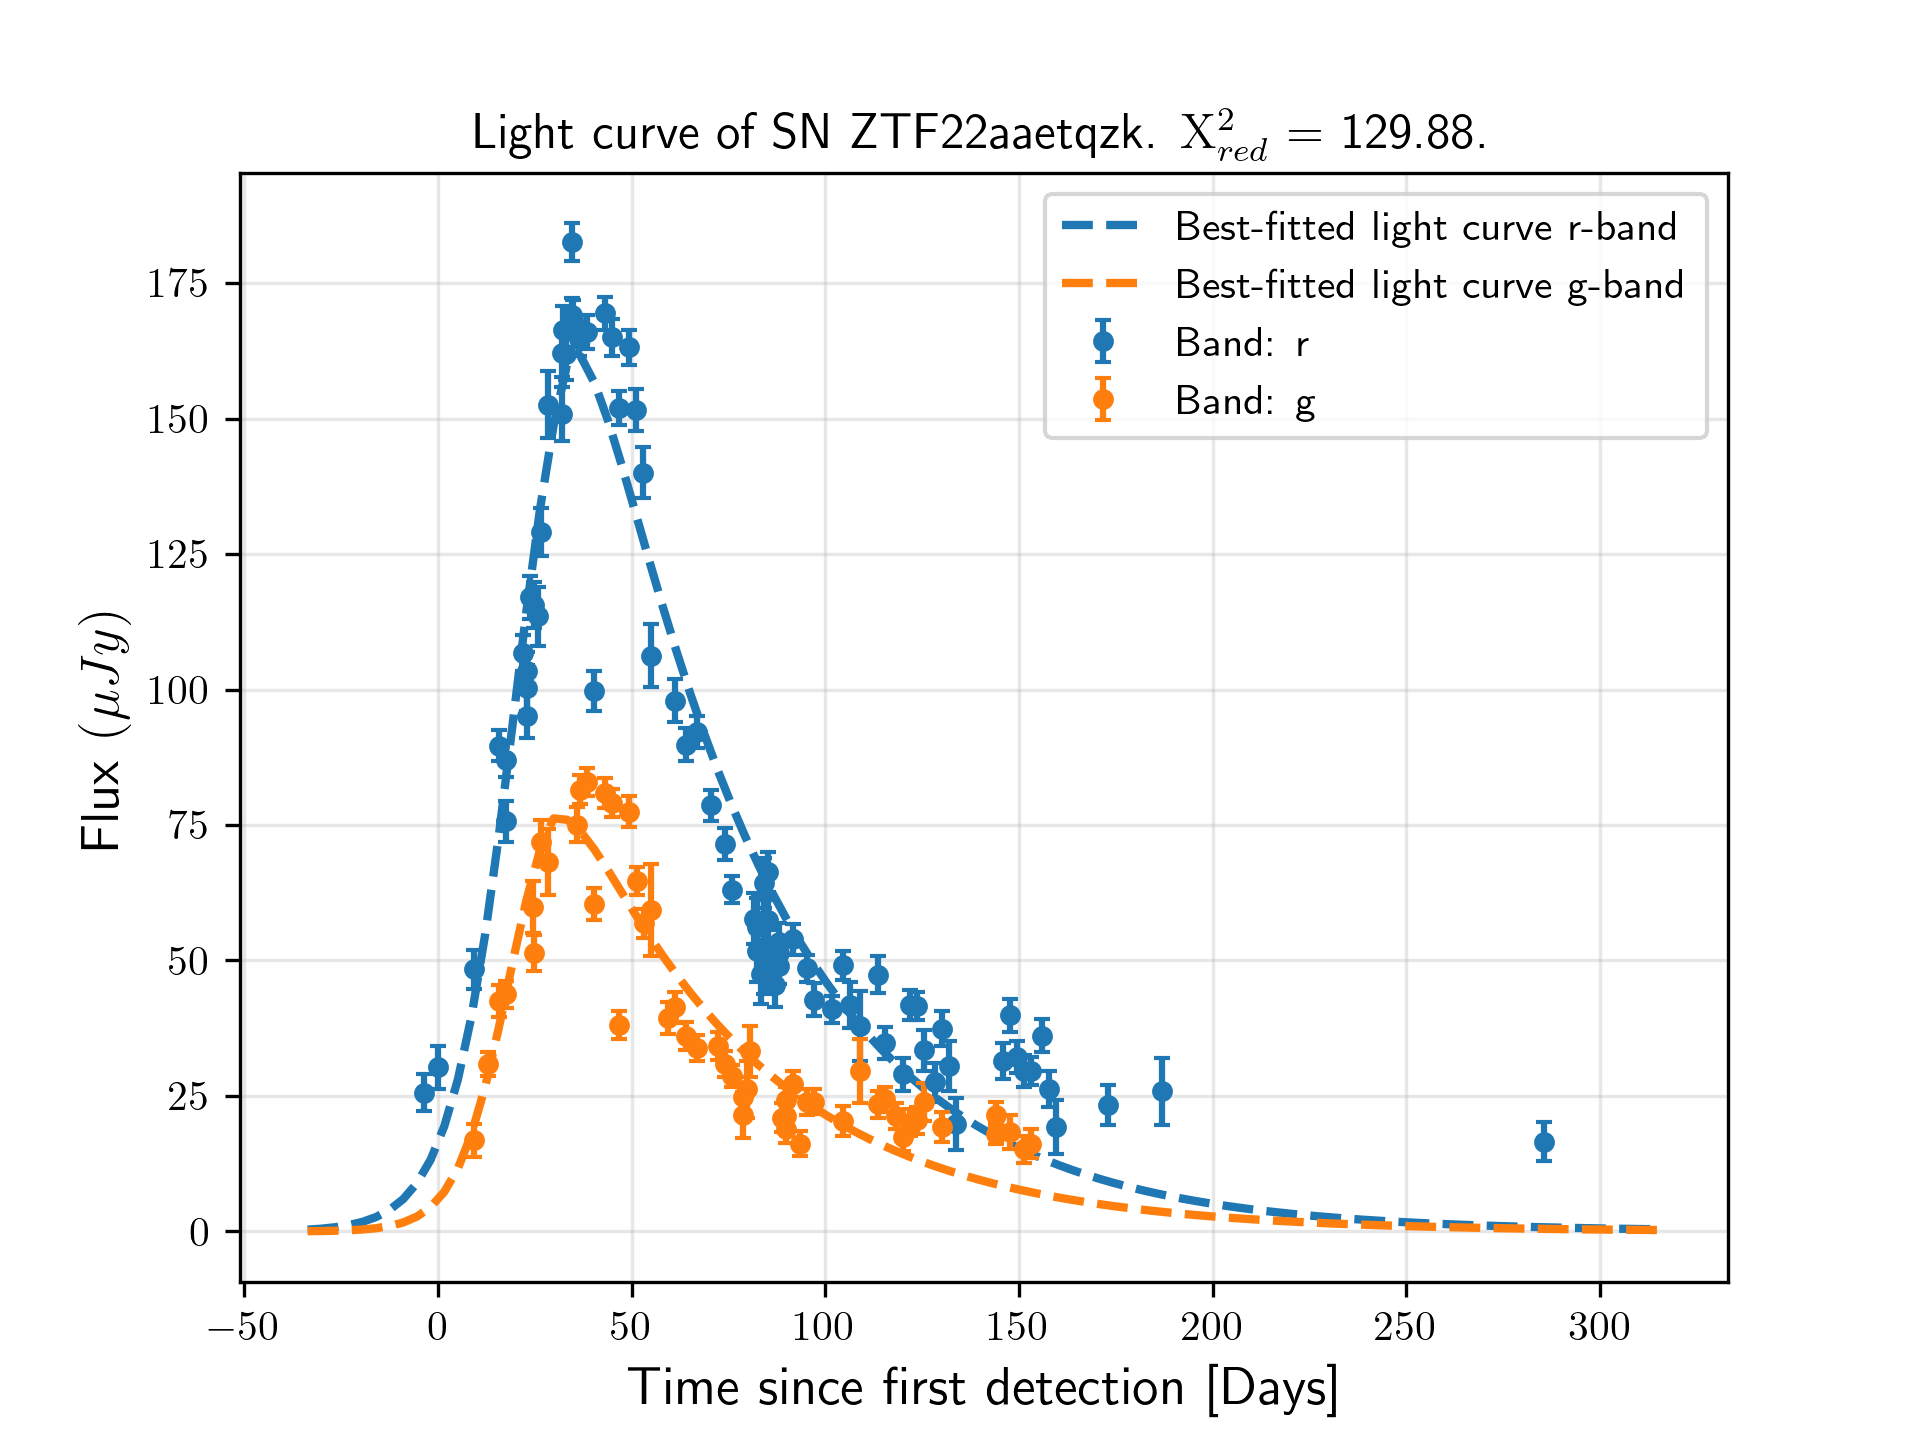 Light curve of SN ZTF22aaetqzk. X²red = 129.88.
Best-fitted light curve r-band
Best-fitted light curve g-band
Band: r
Band: g
Flux (μJy)
175
150
125
100
75
50
25
0
−50 0 50 100 150 200 250 300
Time since first detection [Days]